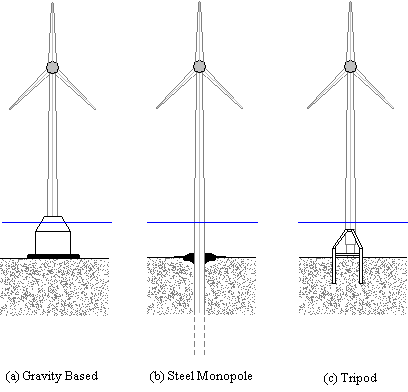 (a) Gravity Based
(b) Steel Monopole
(c) Tripod